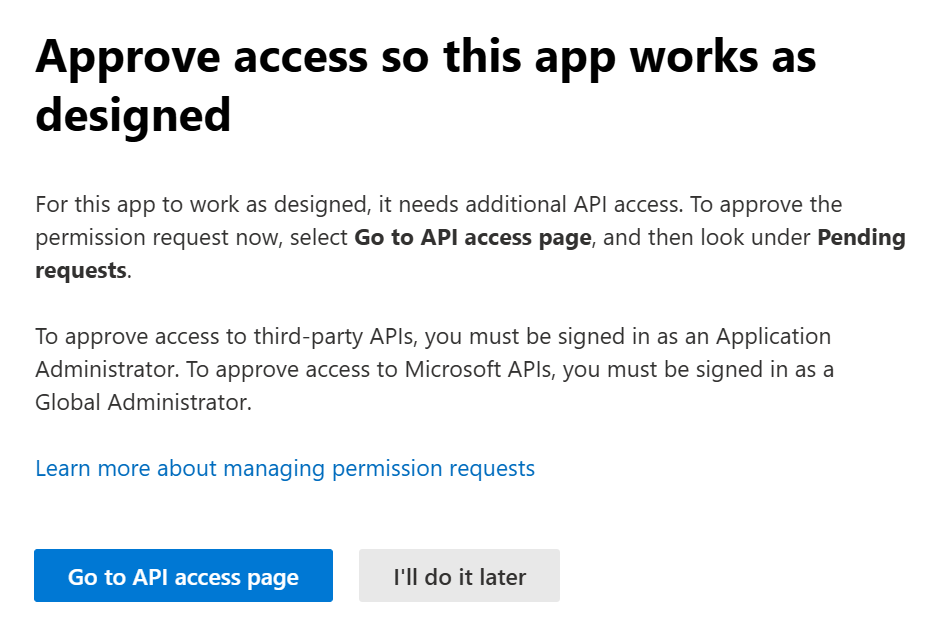 Approve access so this app works as
designed
For this app to work as designed, it needs additional API access. To approve the
permission request now, select Go to API access page, and then look under Pending
requests.
To approve access to third-party APIs, you must be signed in as an Application
Administrator. To approve access to Microsoft APIs, you must be signed in as a
Global Administrator.
Learn more about managing permission requests
Go to API access page
I'll do it later